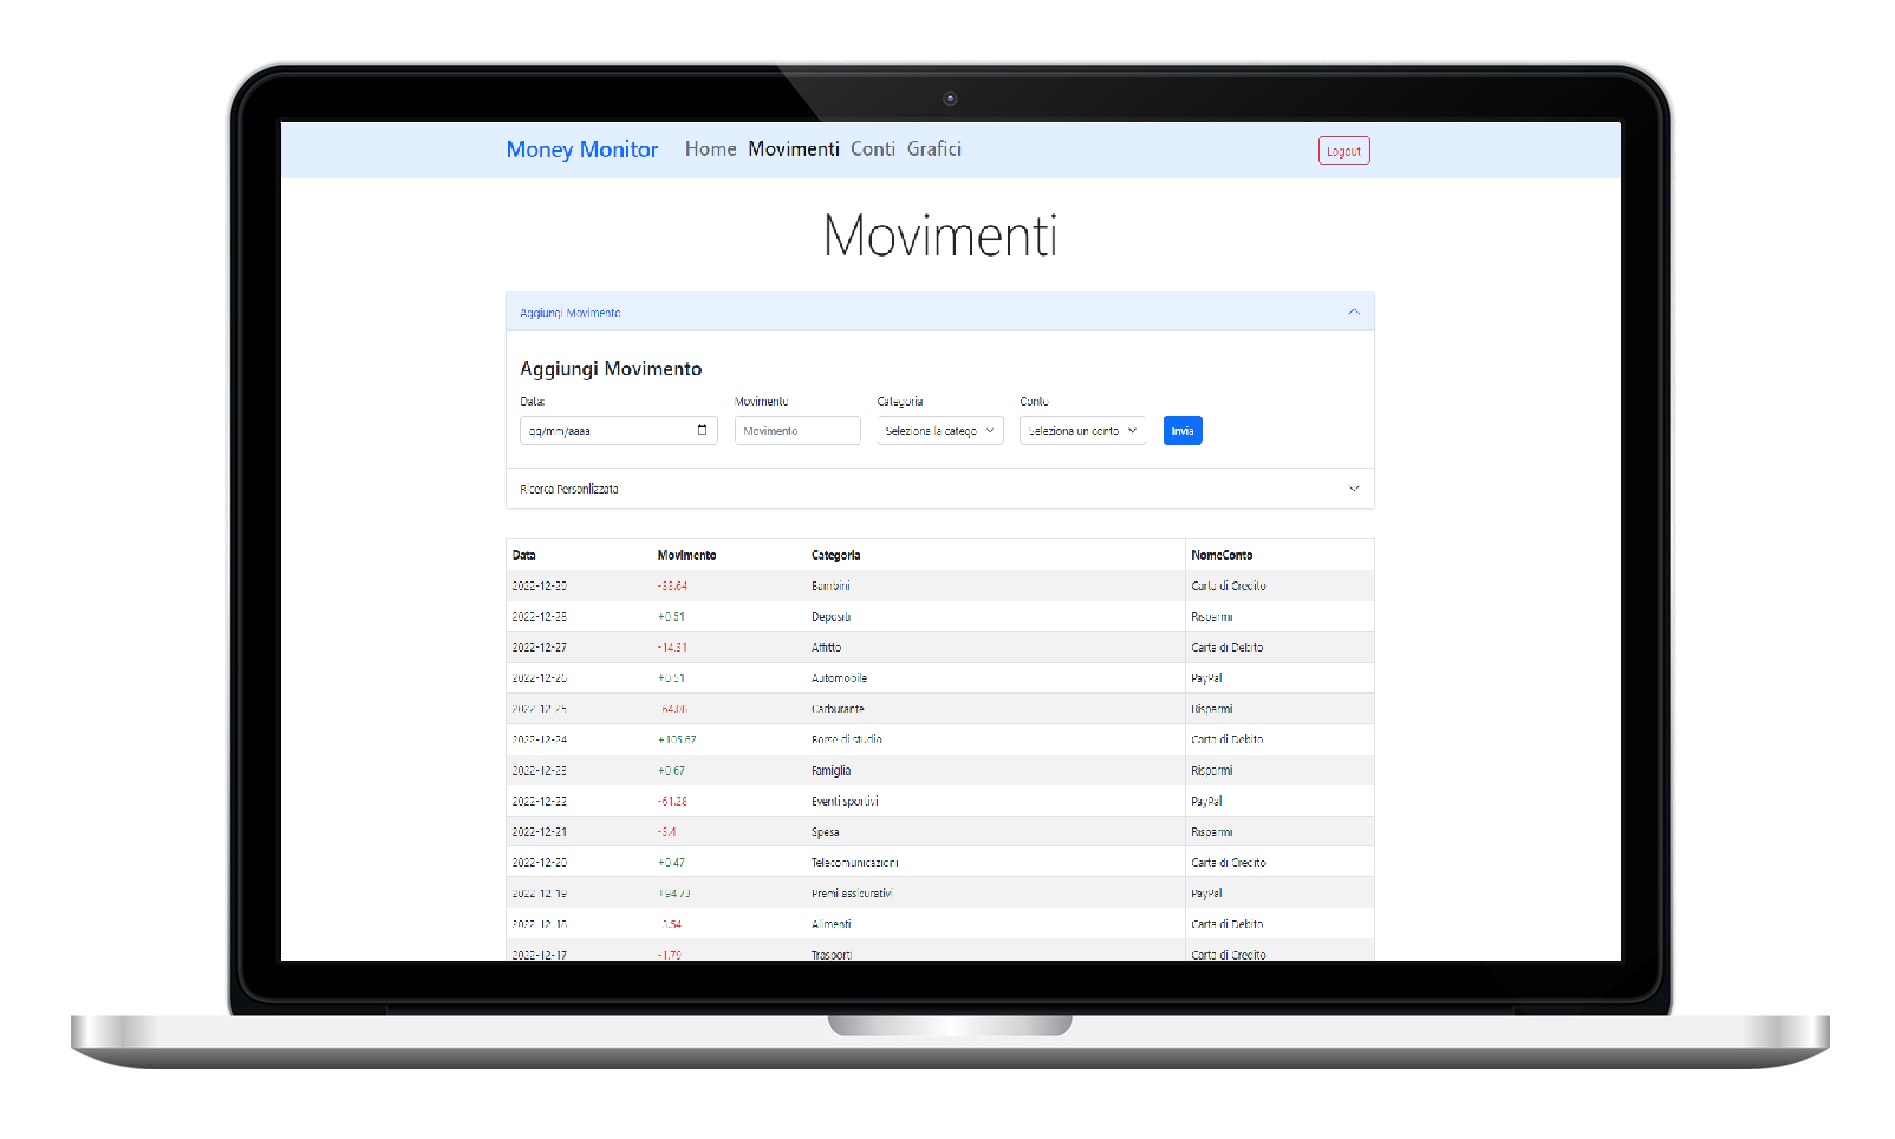 Money Monitor Home Movimenti Conti Grafici Logout
Movimenti
Aggiungi Movimento
Aggiungi Movimento
Data: Movimento Categoria Conto
gg/mm/aaaa Movimento Seleziona la catego Seleziona un conto Invia
Ricerca Personlizzata
Data Movimento Categoria NomeConto
2022-12-29 -33.64 Bambini Carta di Credito
2022-12-28 +0.51 Depositi Risparmi
2022-12-27 -14.31 Affitto Carta di Debito
2022-12-26 +0.51 Automobile PayPal
2022-12-25 -64.08 Carburante Risparmi
2022-12-24 +105.67 Borse di studio Carta di Debito
2022-12-23 +0.67 Famiglia Risparmi
2022-12-22 -61.28 Eventi sportivi PayPal
2022-12-21 -3.4 Spesa Risparmi
2022-12-20 +0.47 Telecomunicazioni Carta di Credito
2022-12-19 +94.73 Premi assicurativi PayPal
2022-12-18 -3.54 Alimenti Carta di Debito
2022-12-17 -1.79 Trasporti Carta di Credito